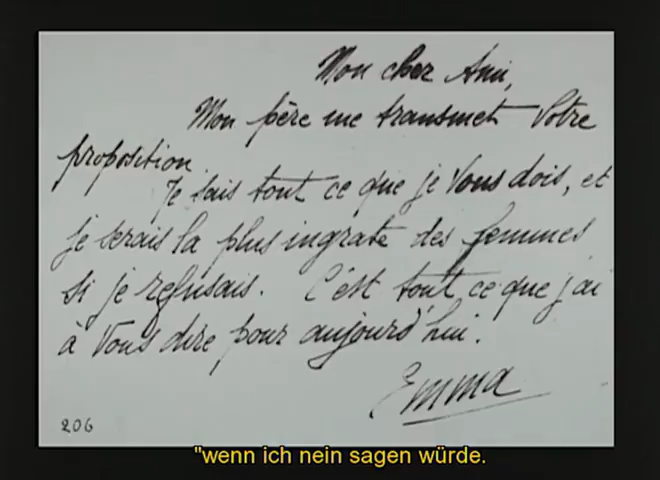 Mon cher Ami,
Mon père me transmet Votre
proposition
Je sais tout ce que je Vous dois, et
je serais la plus ingrate des femmes
si je refusais. C'est tout ce que j'ai
à Vous dire pour aujourd'hui.
Emma
206
"wenn ich nein sagen würde.